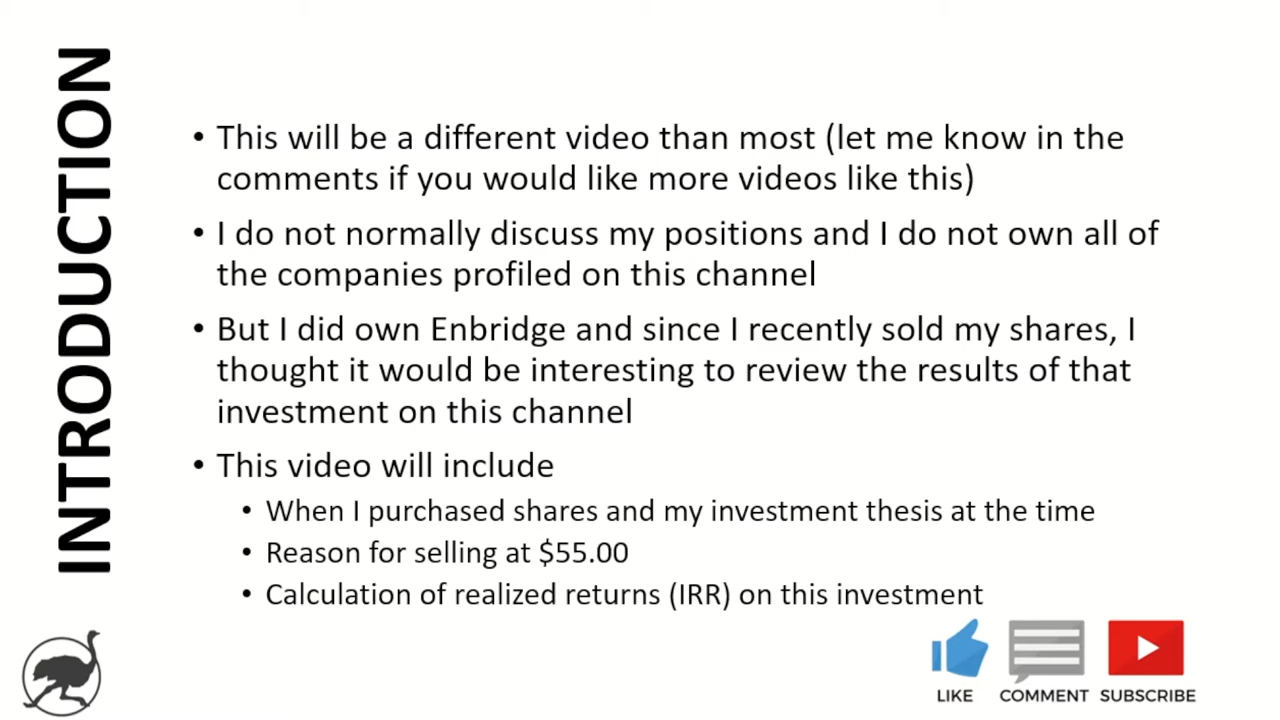 INTRODUCTION
• This will be a different video than most (let me know in the
comments if you would like more videos like this)
• I do not normally discuss my positions and I do not own all of
the companies profiled on this channel
• But I did own Enbridge and since I recently sold my shares, I
thought it would be interesting to review the results of that
investment on this channel
• This video will include
• When I purchased shares and my investment thesis at the time
• Reason for selling at $55.00
• Calculation of realized returns (IRR) on this investment
LIKE COMMENT SUBSCRIBE